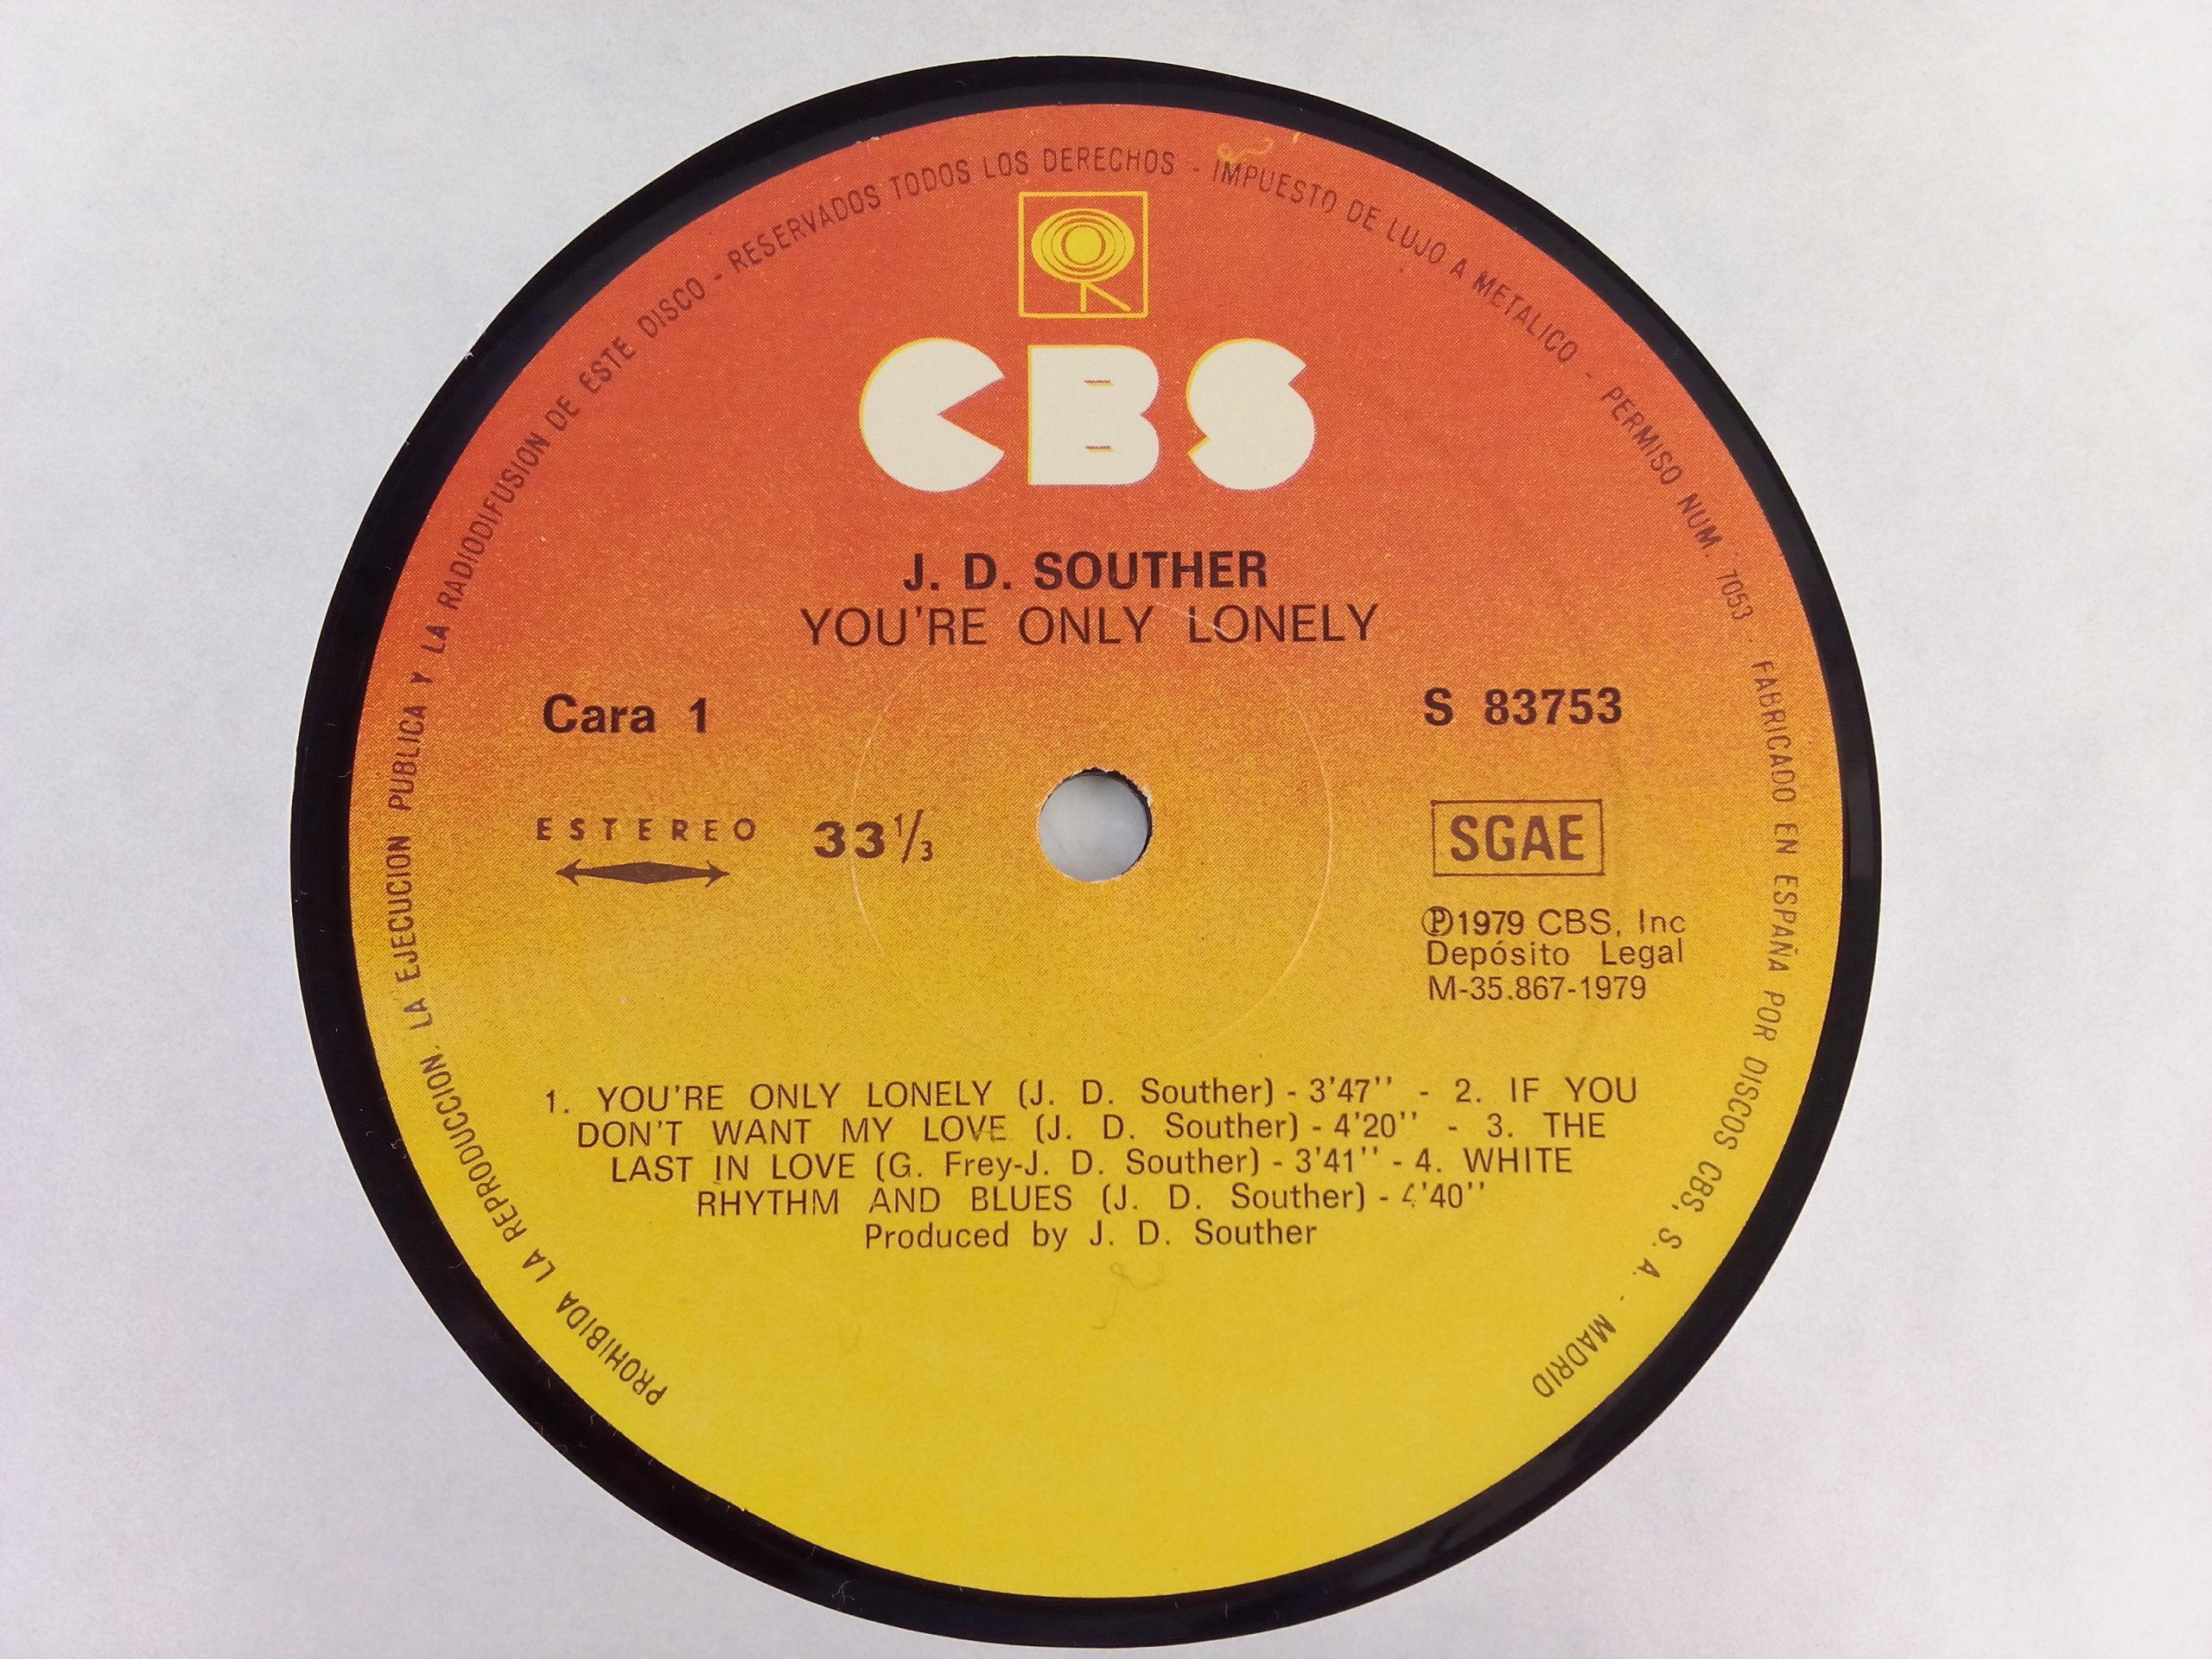 PROHIBIDA LA REPRODUCCION, LA EJECUCION PUBLICA Y LA RADIODIFUSION DE ESTE DISCO - RESERVADOS TODOS LOS DERECHOS - IMPUESTO DE LUJO A METALICO - PERMISO NUM. 7053 · FABRICADO EN ESPAÑA POR DISCOS CBS, S. A. - MADRID
CBS
J. D. SOUTHER
YOU'RE ONLY LONELY
Cara 1
S 83753
ESTEREO
33 1/3
SGAE
Ⓟ1979 CBS, Inc
Depósito Legal
M-35.867-1979
1. YOU'RE ONLY LONELY (J. D. Souther) - 3'47'' - 2. IF YOU
DON'T WANT MY LOVE (J. D. Souther) - 4'20'' - 3. THE
LAST IN LOVE (G. Frey-J. D. Souther) - 3'41'' - 4. WHITE
RHYTHM AND BLUES (J. D. Souther) - 4'40''
Produced by J. D. Souther